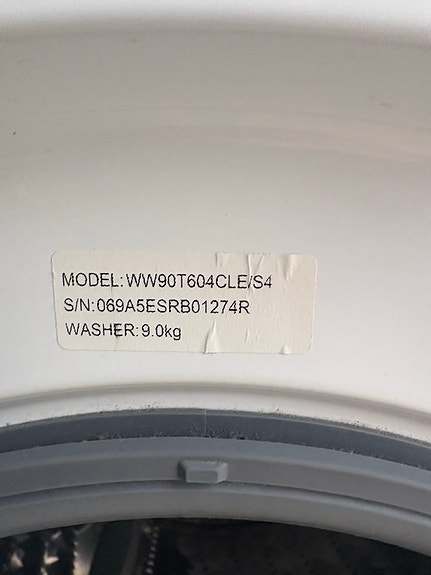 MODEL:WW90T604CLE/S4
S/N:069A5ESRB01274R
WASHER:9.0kg